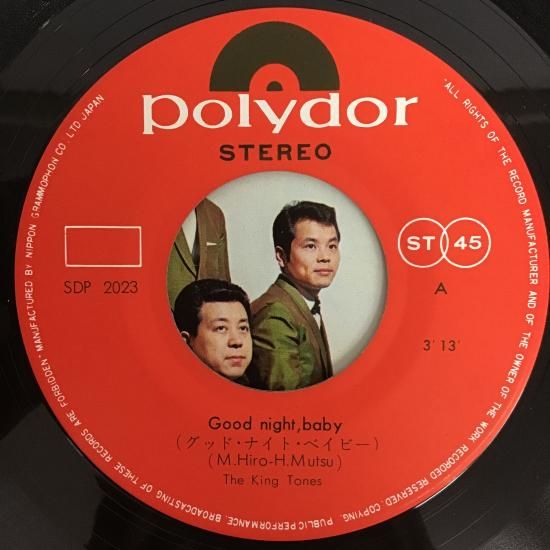 polydor
STEREO
ST 45
SDP 2023
A
3'13'
Good night,baby
(グッド・ナイト・ベイビー)
(M.Hiro-H.Mutsu)
The King Tones
ALL RIGHTS OF THE RECORD MANUFACTURER AND OF THE OWNER OF THE WORK RECORDED RESERVED. COPYING, PUBLIC PERFORMANCE, BROADCASTING OF THESE RECORDS ARE FORBIDDEN · MANUFACTURED BY NIPPON GRAMMOPHON CO. LTD JAPAN